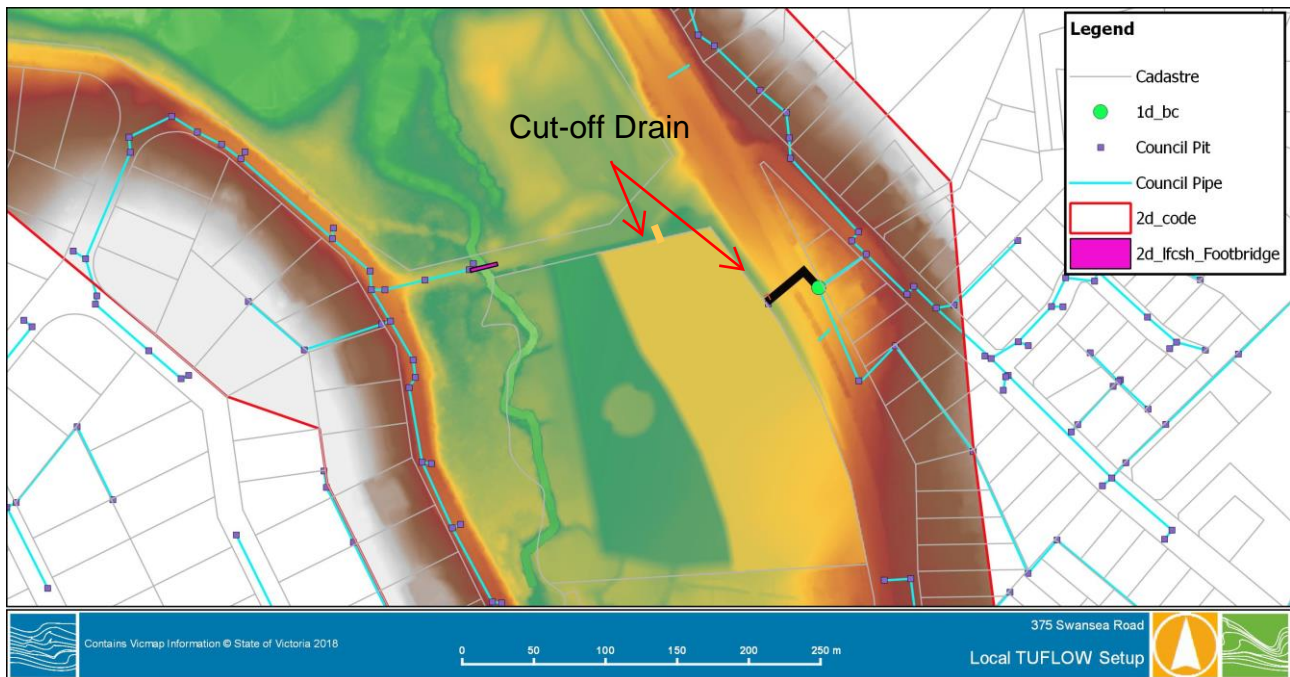 Cut-off Drain
Legend
Cadastre
1d_bc
Council Pit
Council Pipe
2d_code
2d_lfcsh_Footbridge
Contains Vicmap Information © State of Victoria 2018
0 50 100 150 200 250 m
375 Swansea Road
Local TUFLOW Setup